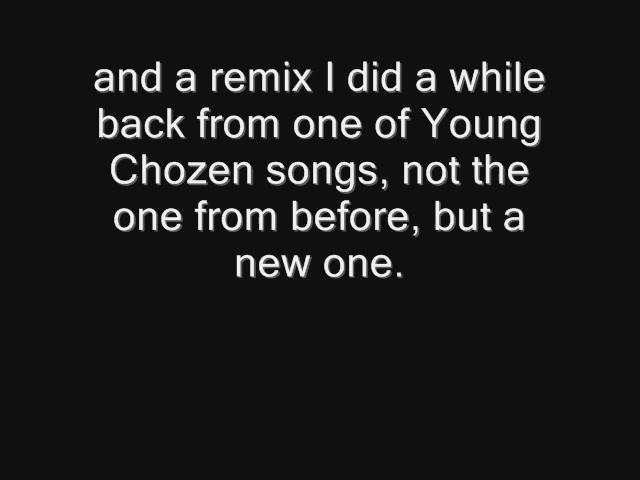 and a remix I did a while
back from one of Young
Chozen songs, not the
one from before, but a
new one.